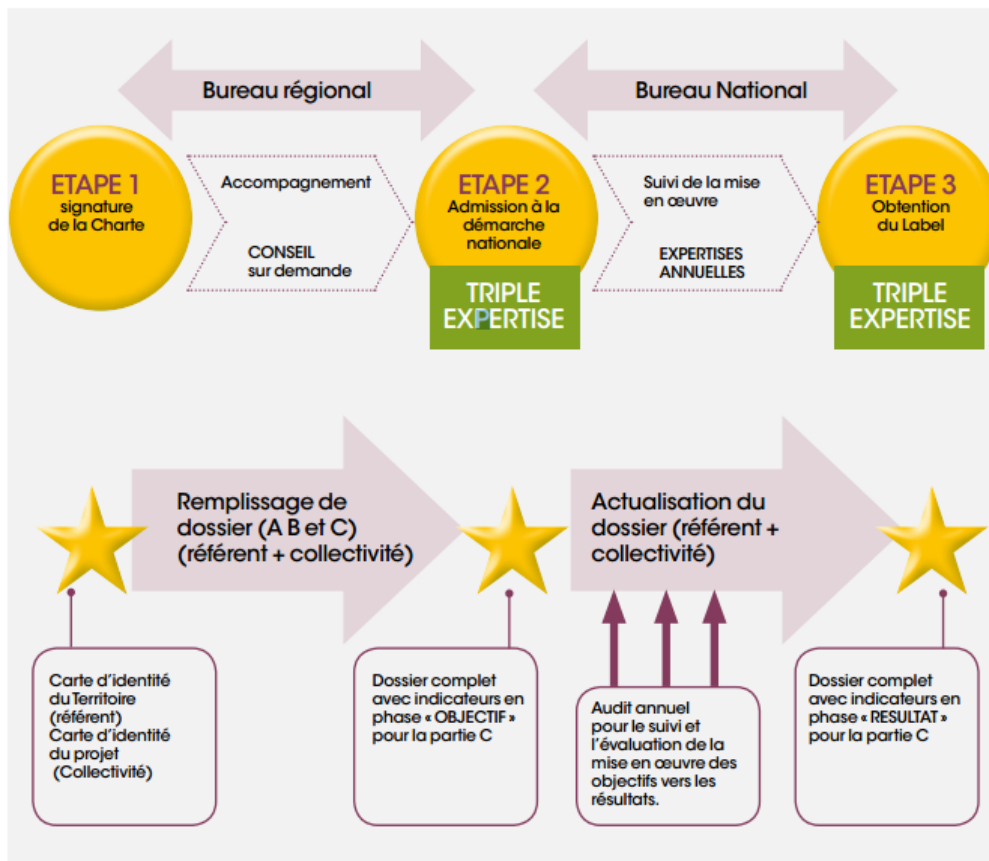 Bureau régional
Bureau National
ETAPE 1
signature
de la Charte
Accompagnement
CONSEIL
sur demande
ETAPE 2
Admission à la
démarche
nationale
TRIPLE
EXPERTISE
Suivi de la mise
en œuvre
EXPERTISES
ANNUELLES
ETAPE 3
Obtention
du Label
TRIPLE
EXPERTISE
Remplissage de
dossier (A B et C)
(référent + collectivité)
Actualisation du
dossier (référent +
collectivité)
Carte d'identité
du Territoire
(référent)
Carte d'identité
du projet
(Collectivité)
Dossier complet
avec indicateurs en
phase « OBJECTIF »
pour la partie C
Audit annuel
pour le suivi et
l'évaluation de la
mise en œuvre des
objectifs vers les
résultats.
Dossier complet
avec indicateurs en
phase « RESULTAT »
pour la partie C